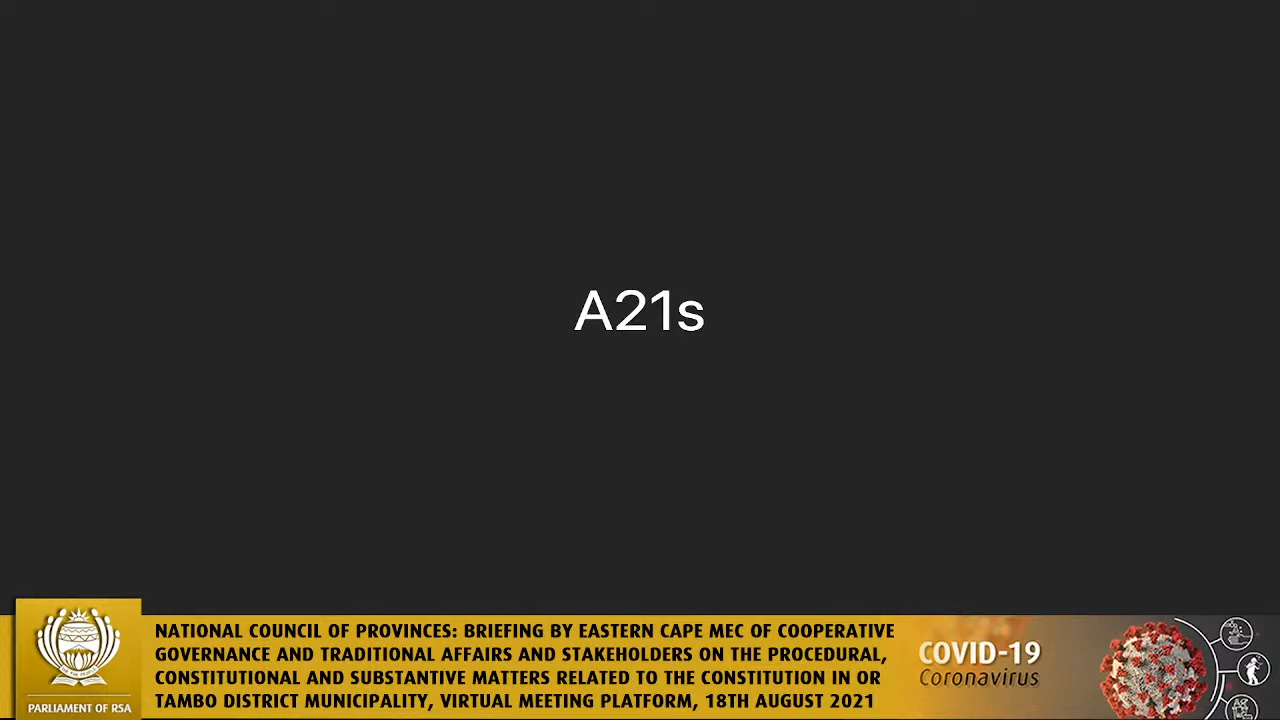 A21s
NATIONAL COUNCIL OF PROVINCES: BRIEFING BY EASTERN CAPE MEC OF COOPERATIVE
GOVERNANCE AND TRADITIONAL AFFAIRS AND STAKEHOLDERS ON THE PROCEDURAL,
CONSTITUTIONAL AND SUBSTANTIVE MATTERS RELATED TO THE CONSTITUTION IN OR
TAMBO DISTRICT MUNICIPALITY, VIRTUAL MEETING PLATFORM, 18TH AUGUST 2021
PARLIAMENT OF RSA
COVID-19
Coronavirus